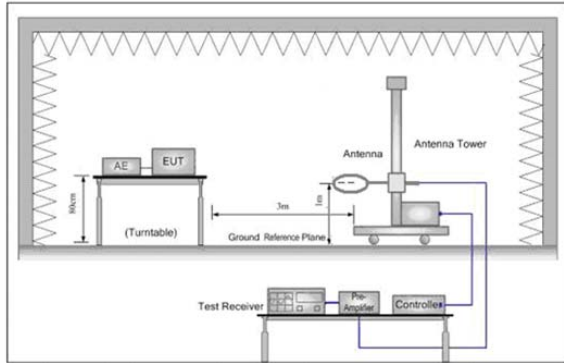 AE
EUT
Antenna
Antenna Tower
80cm
3m
1m
(Turntable)
Ground Reference Plane
Test Receiver
Pre-
Amplifier
Controller